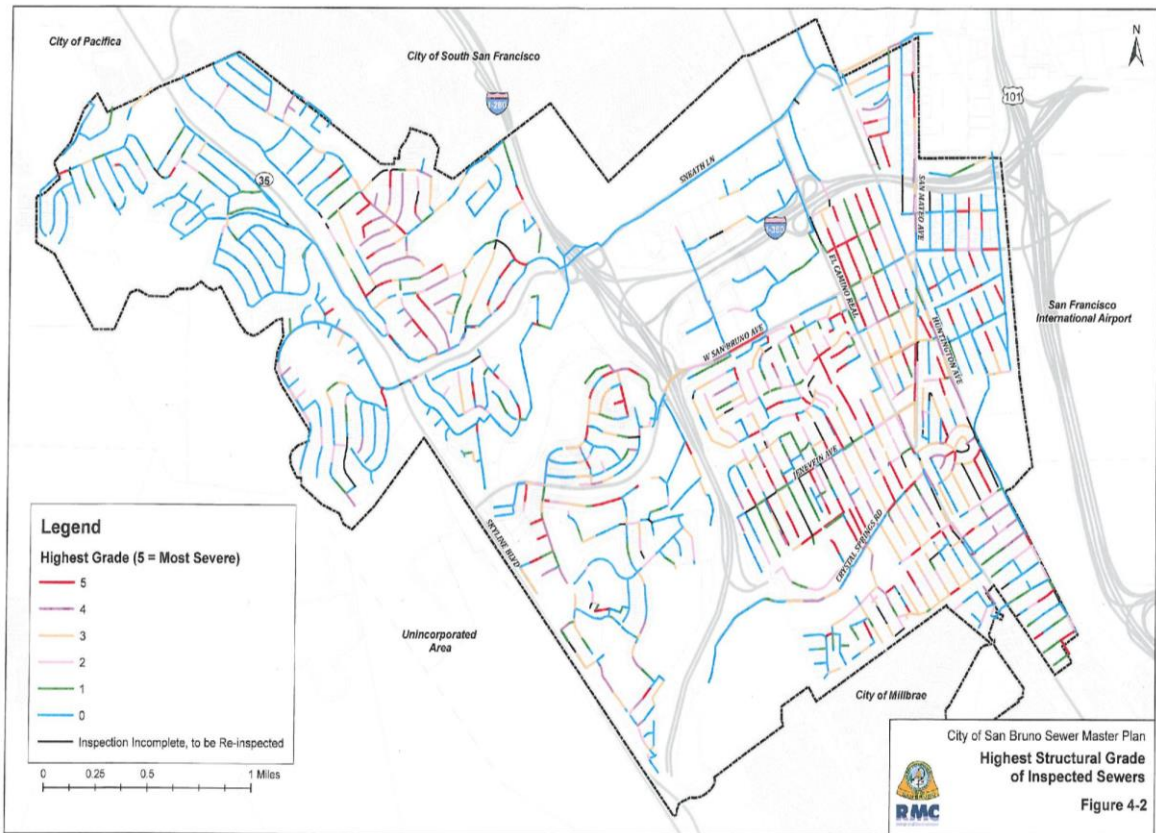 City of Pacifica
City of South San Francisco
N
I-280
101
35
SNEATH LN
SAN MATEO AVE
I-380
EL CAMINO REAL
San Francisco
International Airport
W SAN BRUNO AVE
HUNTINGTON AVE
JENEVEIN AVE
CRYSTAL SPRINGS RD
SKYLINE BLVD
Unincorporated
Area
City of Millbrae
Legend
Highest Grade (5 = Most Severe)
5
4
3
2
1
0
Inspection Incomplete, to be Re-inspected
0 0.25 0.5 1 Miles
City of San Bruno Sewer Master Plan
Highest Structural Grade
of Inspected Sewers
Figure 4-2
RMC